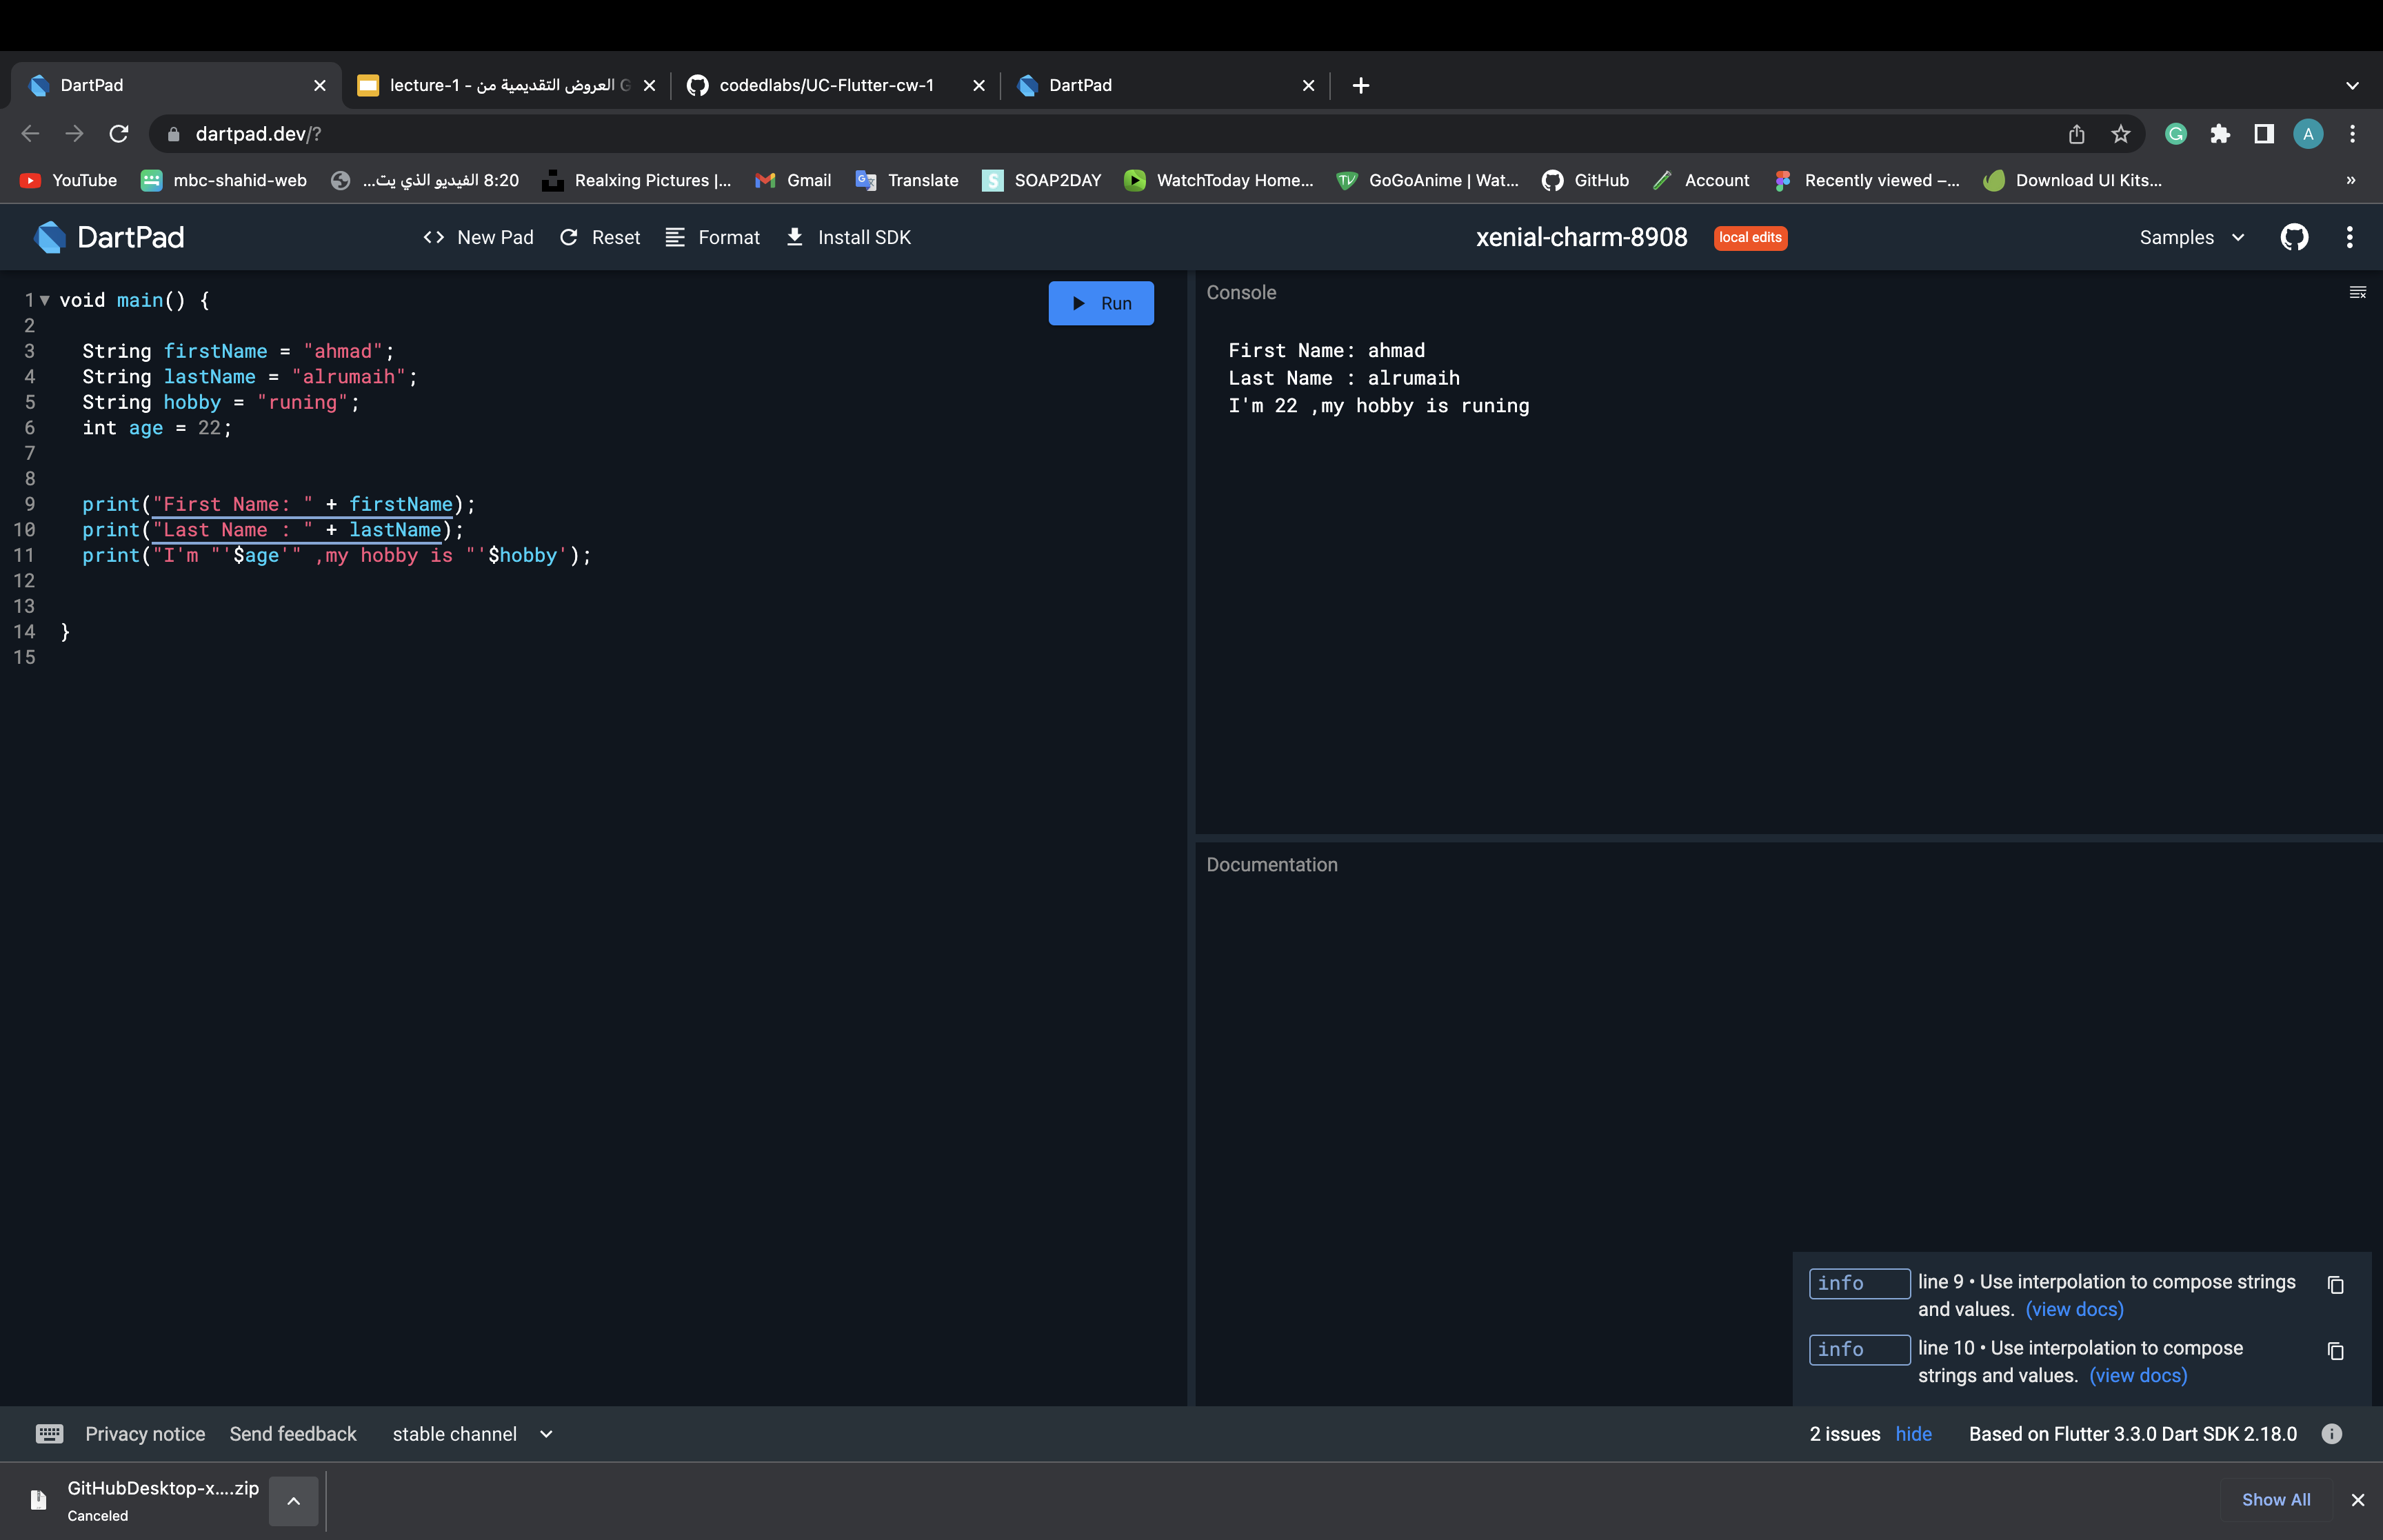 DartPad
lecture-1 - العروض التقديمية من G
codedlabs/UC-Flutter-cw-1
DartPad
dartpad.dev/?
A
YouTube
mbc-shahid-web
8:20 الفيديو الذي يت...
Realxing Pictures |...
Gmail
Translate
SOAP2DAY
WatchToday Home...
GoGoAnime | Wat...
GitHub
Account
Recently viewed –...
Download UI Kits...
»
DartPad
New Pad
Reset
Format
Install SDK
xenial-charm-8908
local edits
Samples
1 void main() {
2
3 String firstName = "ahmad";
4 String lastName = "alrumaih";
5 String hobby = "runing";
6 int age = 22;
7
8
9 print("First Name: " + firstName);
10 print("Last Name : " + lastName);
11 print("I'm "'$age'" ,my hobby is "'$hobby');
12
13
14 }
15
Run
Console
First Name: ahmad
Last Name : alrumaih
I'm 22 ,my hobby is runing
Documentation
info line 9 • Use interpolation to compose strings
and values. (view docs)
info line 10 • Use interpolation to compose
strings and values. (view docs)
Privacy notice
Send feedback
stable channel
2 issues hide
Based on Flutter 3.3.0 Dart SDK 2.18.0
GitHubDesktop-x....zip
Canceled
Show All